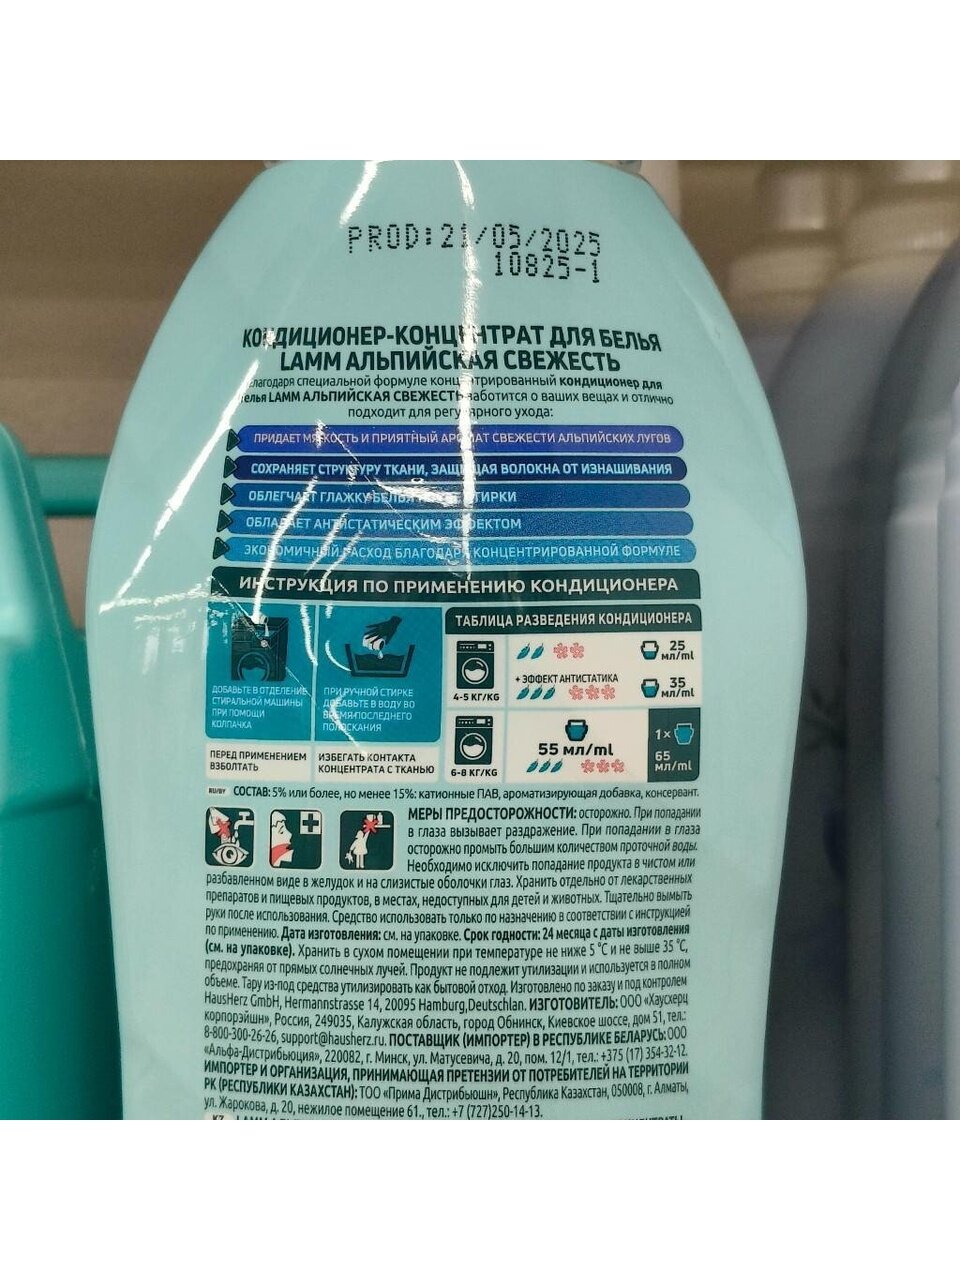 PROD: 21/05/2025
10825-1
КОНДИЦИОНЕР-КОНЦЕНТРАТ ДЛЯ БЕЛЬЯ
LAMM АЛЬПИЙСКАЯ СВЕЖЕСТЬ
Благодаря специальной формуле концентрированный кондиционер для
белья LAMM АЛЬПИЙСКАЯ СВЕЖЕСТЬ заботится о ваших вещах и отлично
подходит для регулярного ухода:
ПРИДАЕТ МЯГКОСТЬ И ПРИЯТНЫЙ АРОМАТ СВЕЖЕСТИ АЛЬПИЙСКИХ ЛУГОВ
СОХРАНЯЕТ СТРУКТУРУ ТКАНИ, ЗАЩИЩАЯ ВОЛОКНА ОТ ИЗНАШИВАНИЯ
ОБЛЕГЧАЕТ ГЛАЖКУ БЕЛЬЯ ПОСЛЕ СТИРКИ
ОБЛАДАЕТ АНТИСТАТИЧЕСКИМ ЭФФЕКТОМ
ЭКОНОМИЧНЫЙ РАСХОД БЛАГОДАРЯ КОНЦЕНТРИРОВАННОЙ ФОРМУЛЕ
ИНСТРУКЦИЯ ПО ПРИМЕНЕНИЮ КОНДИЦИОНЕРА
ДОБАВЬТЕ В ОТДЕЛЕНИЕ
СТИРАЛЬНОЙ МАШИНЫ
ПРИ ПОМОЩИ
КОЛПАЧКА
ПРИ РУЧНОЙ СТИРКЕ
ДОБАВЬТЕ В ВОДУ ВО
ВРЕМЯ ПОСЛЕДНЕГО
ПОЛОСКАНИЯ
ПЕРЕД ПРИМЕНЕНИЕМ
ВЗБОЛТАТЬ
ИЗБЕГАТЬ КОНТАКТА
КОНЦЕНТРАТА С ТКАНЬЮ
ТАБЛИЦА РАЗВЕДЕНИЯ КОНДИЦИОНЕРА
4-5 КГ/KG
25
мл/ml
+ ЭФФЕКТ АНТИСТАТИКА
35
мл/ml
6-8 КГ/KG
55 мл/ml
1×
65
мл/ml
RU/BY СОСТАВ: 5% или более, но менее 15%: катионные ПАВ, ароматизирующая добавка, консервант.
МЕРЫ ПРЕДОСТОРОЖНОСТИ: осторожно. При попадании
в глаза вызывает раздражение. При попадании в глаза
осторожно промыть большим количеством проточной воды.
Необходимо исключить попадание продукта в чистом или
разбавленном виде в желудок и на слизистые оболочки глаз. Хранить отдельно от лекарственных
препаратов и пищевых продуктов, в местах, недоступных для детей и животных. Тщательно вымыть
руки после использования. Средство использовать только по назначению в соответствии с инструкцией
по применению. Дата изготовления: см. на упаковке. Срок годности: 24 месяца с даты изготовления
(см. на упаковке). Хранить в сухом помещении при температуре не ниже 5 °С и не выше 35 °С,
предохраняя от прямых солнечных лучей. Продукт не подлежит утилизации и используется в полном
объеме. Тару из-под средства утилизировать как бытовой отход. Изготовлено по заказу и под контролем
HausHerz GmbH, Hermannstrasse 14, 20095 Hamburg, Deutschlan. ИЗГОТОВИТЕЛЬ: ООО «Хаусхерц
корпорэйшн», Россия, 249035, Калужская область, город Обнинск, Киевское шоссе, дом 51, тел.:
8-800-300-26-26, support@hausherz.ru. ПОСТАВЩИК (ИМПОРТЕР) В РЕСПУБЛИКЕ БЕЛАРУСЬ: ООО
«Альфа-Дистрибьюция», 220082, г. Минск, ул. Матусевича, д. 20, пом. 12/1, тел.: +375 (17) 354-32-12.
ИМПОРТЕР И ОРГАНИЗАЦИЯ, ПРИНИМАЮЩАЯ ПРЕТЕНЗИИ ОТ ПОТРЕБИТЕЛЕЙ НА ТЕРРИТОРИИ
РК (РЕСПУБЛИКИ КАЗАХСТАН): ТОО «Прима Дистрибьюшн», Республика Казахстан, 050008, г. Алматы,
ул. Жарокова, д. 20, нежилое помещение 61., тел.: +7 (727)250-14-13.